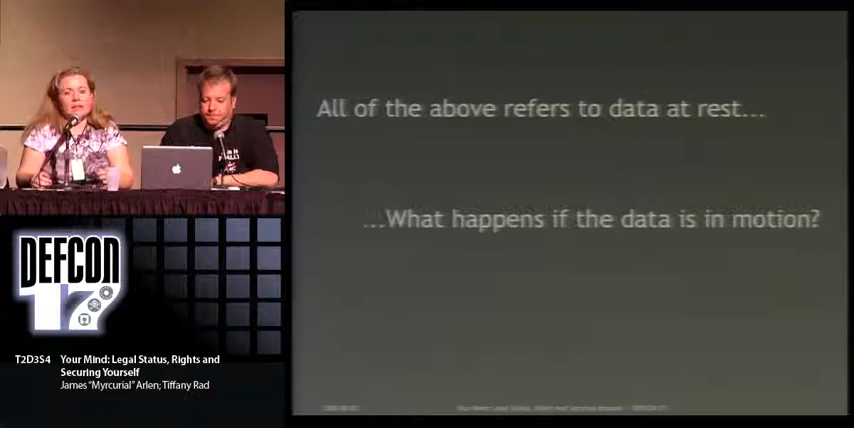 All of the above refers to data at rest...
...What happens if the data is in motion?
DEFCON
17
T2D3S4 Your Mind: Legal Status, Rights and
Securing Yourself
James "Myrcurial" Arlen; Tiffany Rad